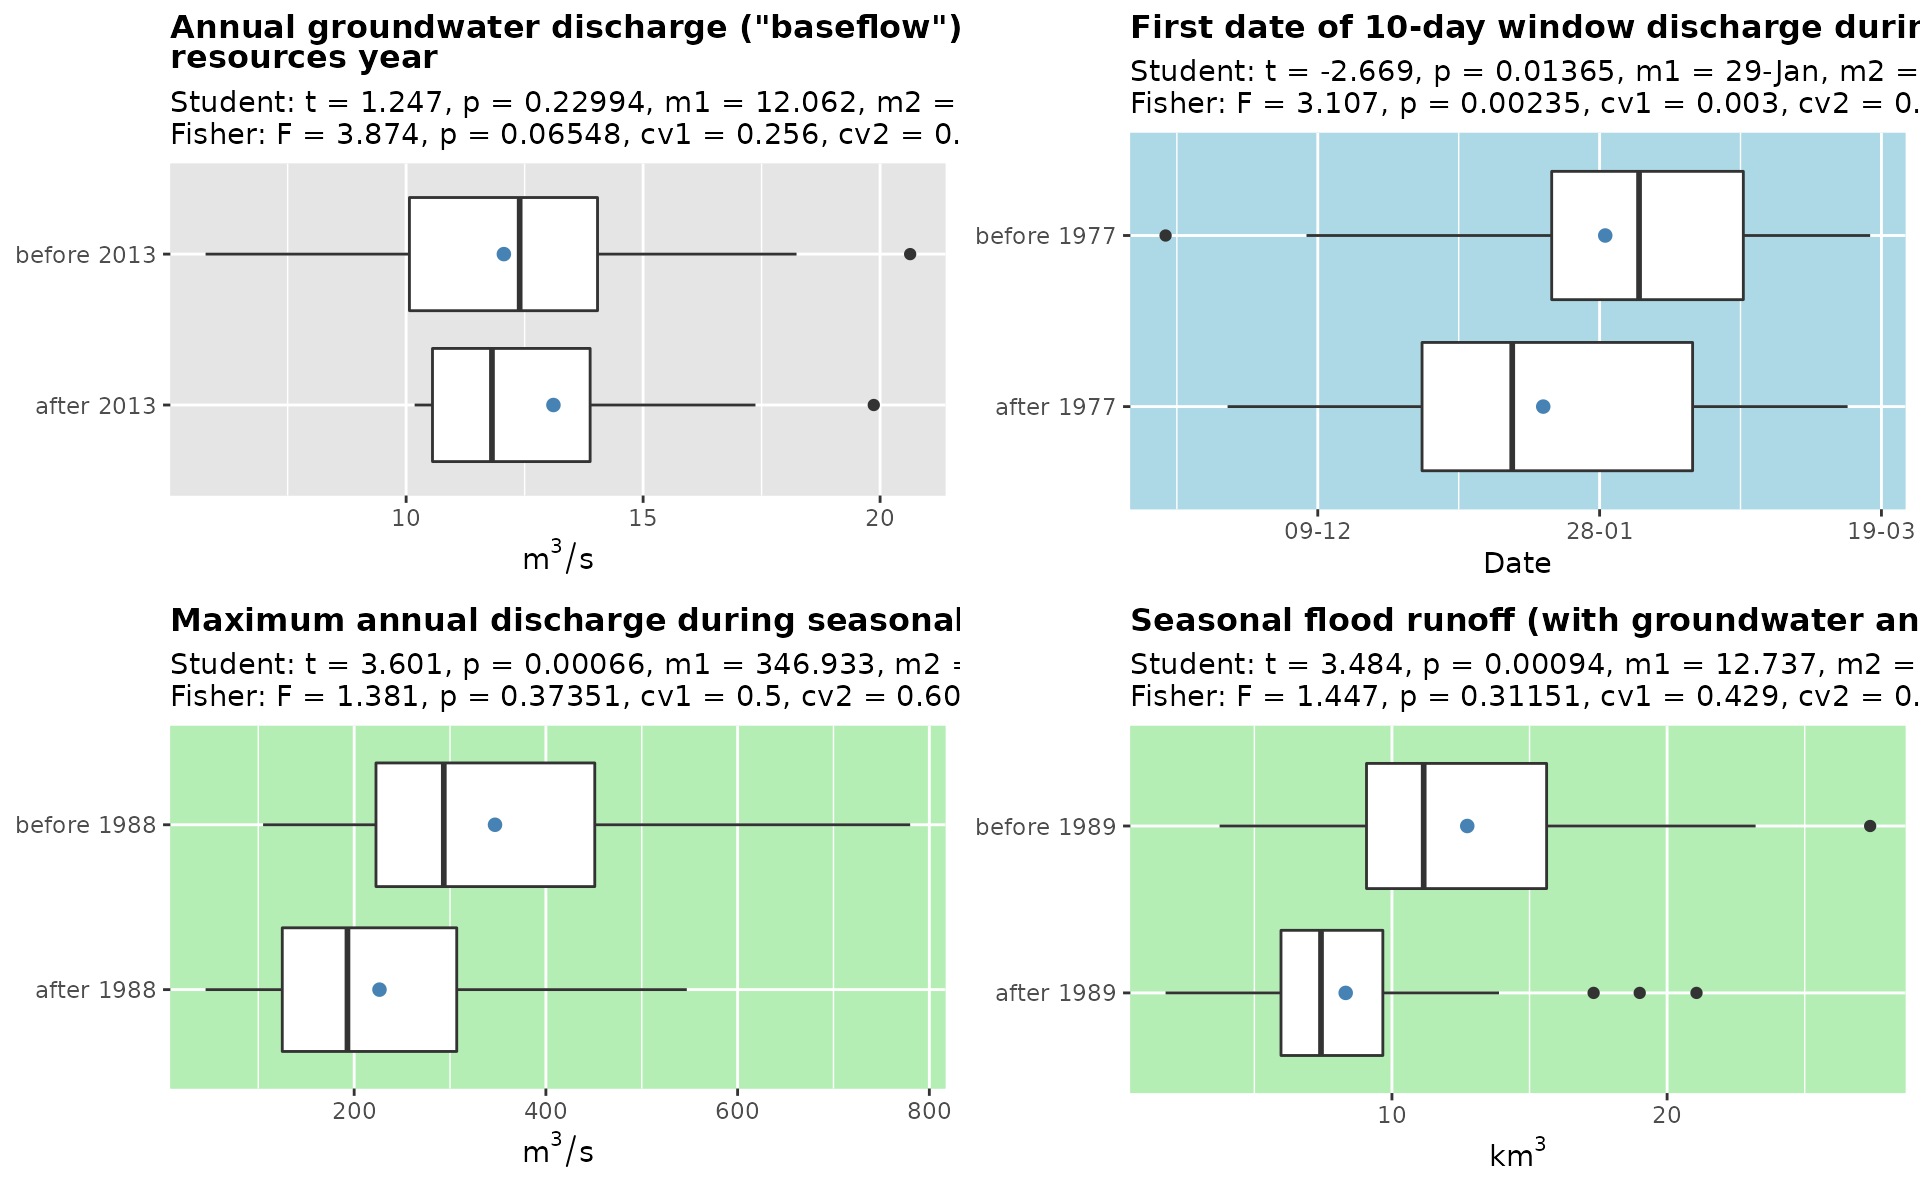 Annual groundwater discharge ("baseflow")
resources year
Student: t = 1.247, p = 0.22994, m1 = 12.062, m2 =
Fisher: F = 3.874, p = 0.06548, cv1 = 0.256, cv2 = 0.
before 2013
after 2013
10 15 20
m³/s
First date of 10-day window discharge durin
Student: t = -2.669, p = 0.01365, m1 = 29-Jan, m2 =
Fisher: F = 3.107, p = 0.00235, cv1 = 0.003, cv2 = 0.
before 1977
after 1977
09-12 28-01 19-03
Date
Maximum annual discharge during seasonal
Student: t = 3.601, p = 0.00066, m1 = 346.933, m2 =
Fisher: F = 1.381, p = 0.37351, cv1 = 0.5, cv2 = 0.60
before 1988
after 1988
200 400 600 800
m³/s
Seasonal flood runoff (with groundwater an
Student: t = 3.484, p = 0.00094, m1 = 12.737, m2 =
Fisher: F = 1.447, p = 0.31151, cv1 = 0.429, cv2 = 0.
before 1989
after 1989
10 20
km³